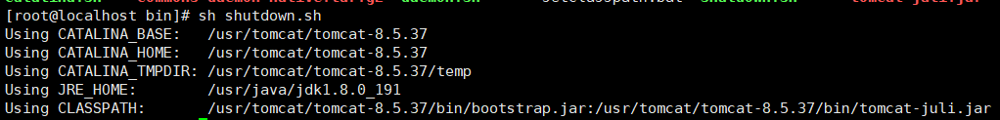 [root@localhost bin]# sh shutdown.sh
Using CATALINA_BASE:   /usr/tomcat/tomcat-8.5.37
Using CATALINA_HOME:   /usr/tomcat/tomcat-8.5.37
Using CATALINA_TMPDIR: /usr/tomcat/tomcat-8.5.37/temp
Using JRE_HOME:        /usr/java/jdk1.8.0_191
Using CLASSPATH:       /usr/tomcat/tomcat-8.5.37/bin/bootstrap.jar:/usr/tomcat/tomcat-8.5.37/bin/tomcat-juli.jar